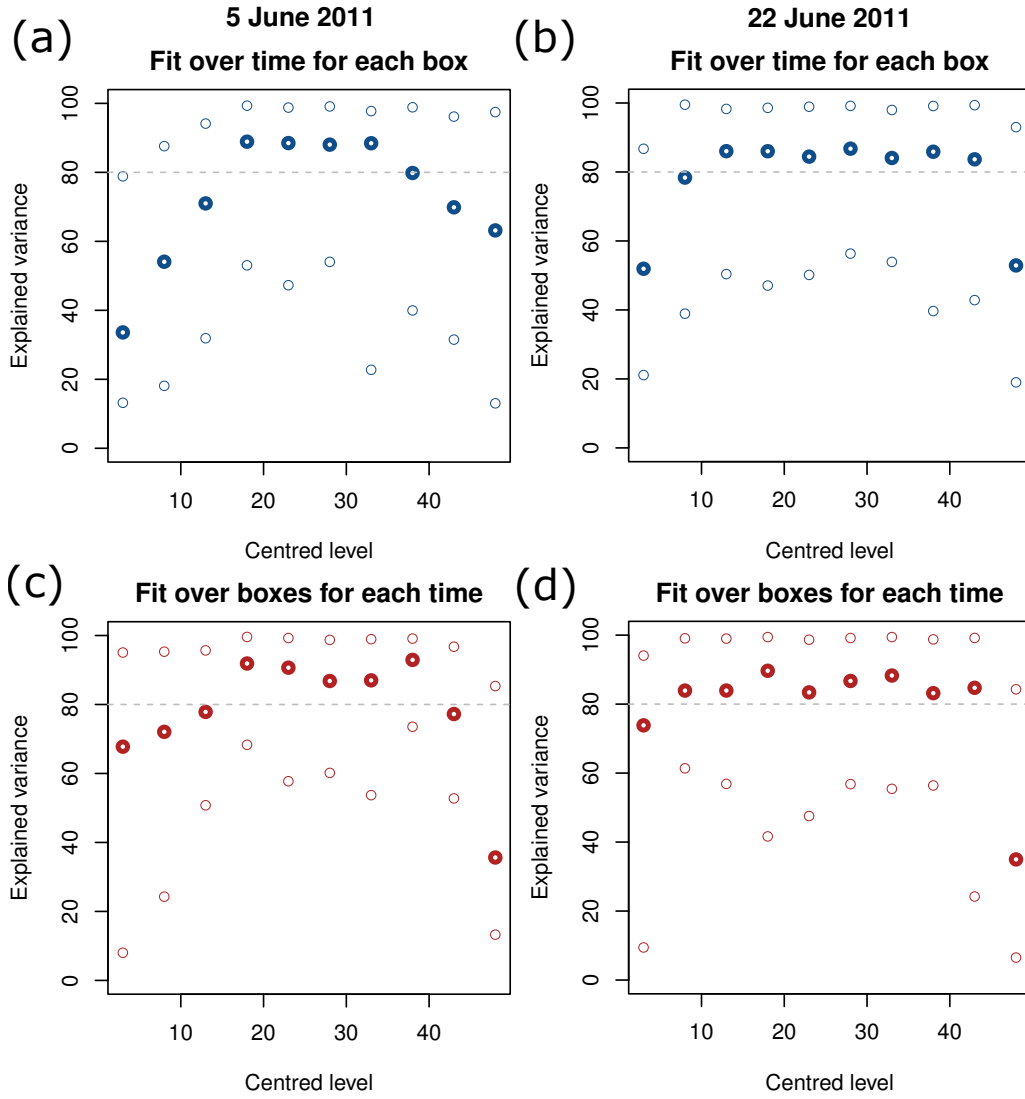 5 June 2011
22 June 2011
(a)
(b)
Fit over time for each box
Fit over time for each box
Explained variance
0 20 40 60 80 100
10 20 30 40
Centred level
Explained variance
0 20 40 60 80 100
10 20 30 40
Centred level
(c)
(d)
Fit over boxes for each time
Fit over boxes for each time
Explained variance
0 20 40 60 80 100
10 20 30 40
Centred level
Explained variance
0 20 40 60 80 100
10 20 30 40
Centred level